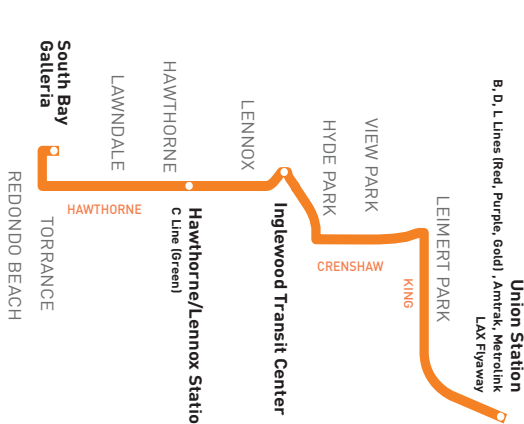 B, D, L Lines (Red, Purple, Gold), Amtrak, Metrolink
Union Station
LAX Flyaway
LEIMERT PARK
KING
VIEW PARK
HYDE PARK
CRENSHAW
Inglewood Transit Center
LENNOX
HAWTHORNE
Hawthorne/Lennox Statio
C Line (Green)
LAWNDALE
HAWTHORNE
South Bay
Galleria
TORRANCE
REDONDO BEACH